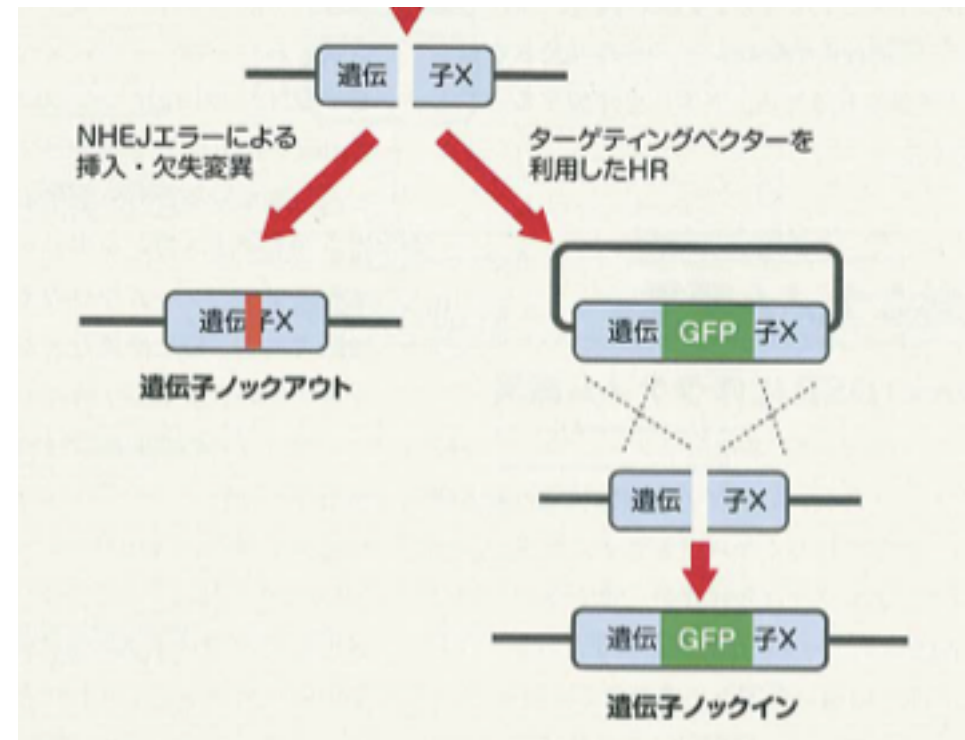 遺伝 子X
NHEJエラーによる
挿入・欠失変異
ターゲティングベクターを
利用したHR
遺伝子X
遺伝子ノックアウト
遺伝 GFP 子X
遺伝 子X
遺伝 GFP 子X
遺伝子ノックイン